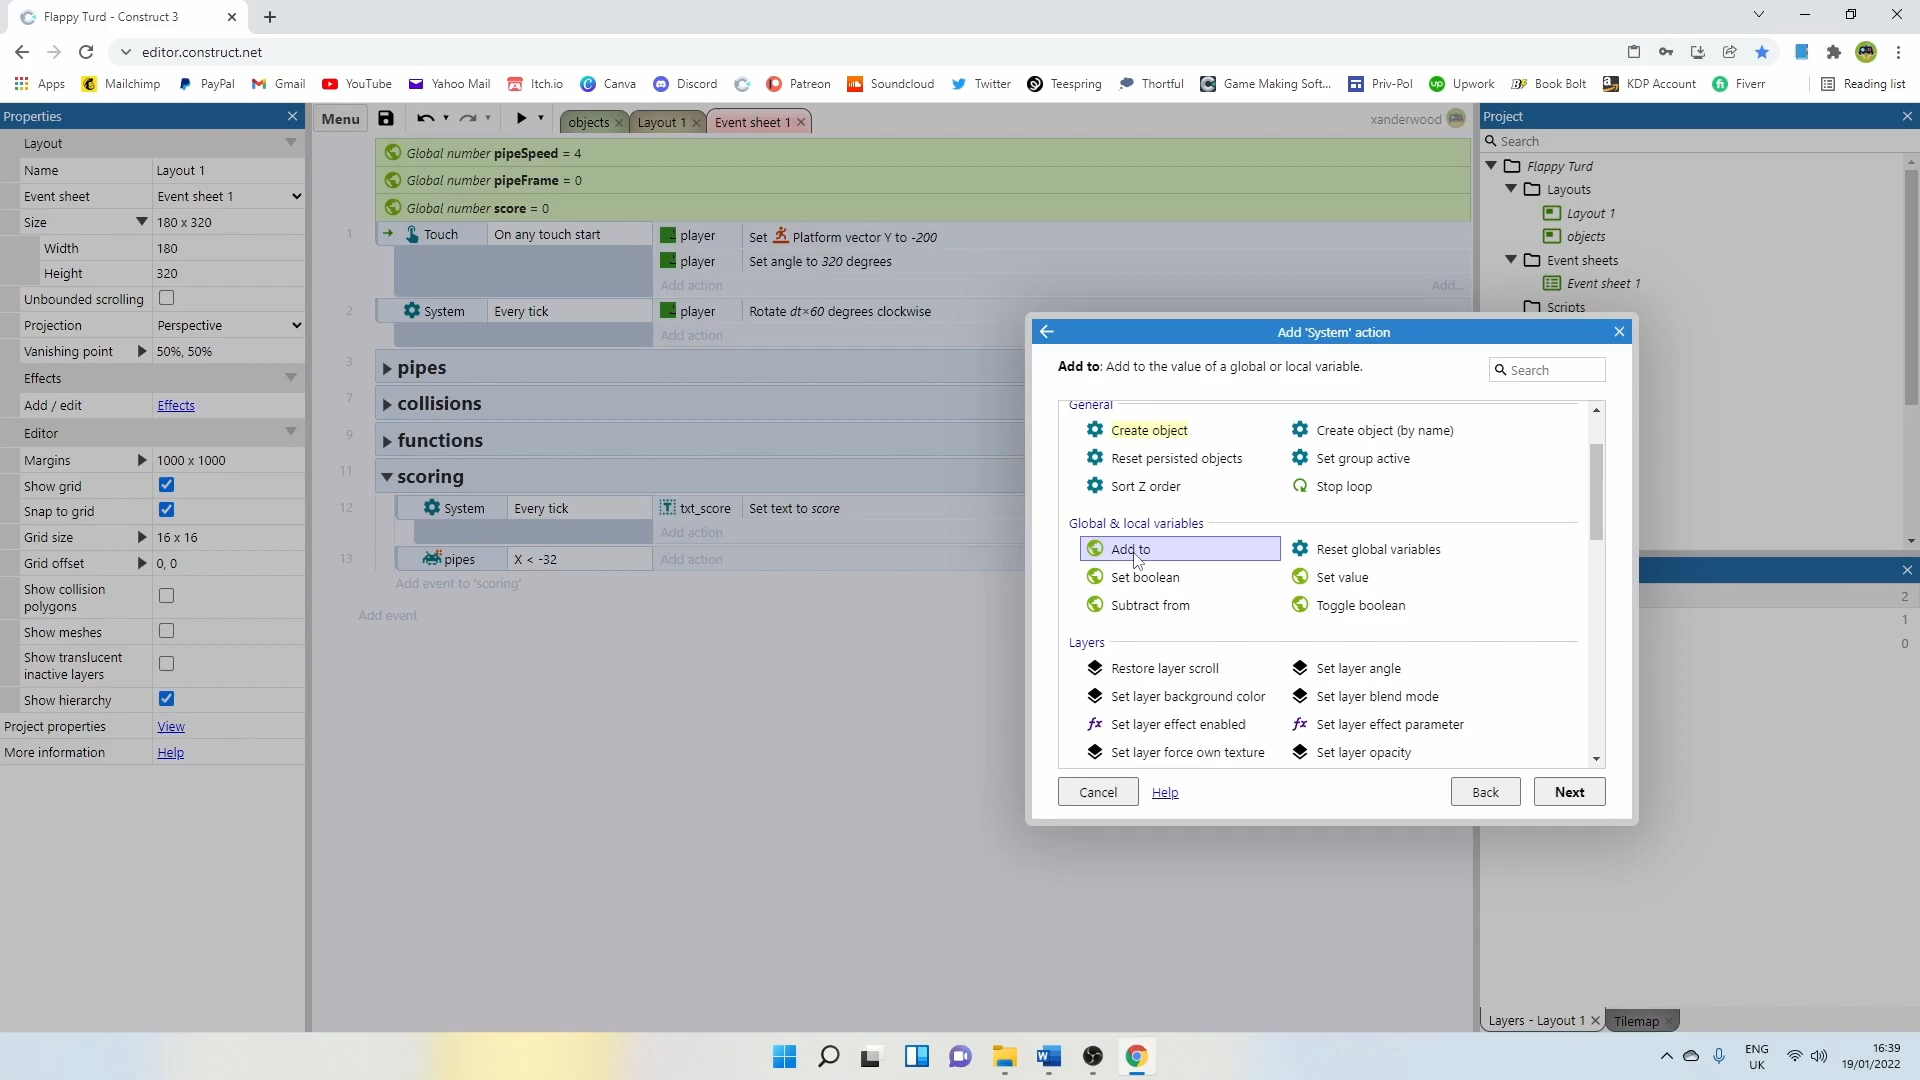 Flappy Turd - Construct 3
editor.construct.net
Apps Mailchimp PayPal Gmail YouTube Yahoo Mail Itch.io Canva Discord Patreon Soundcloud Twitter Teespring Thortful Game Making Soft... Priv-Pol Upwork Book Bolt KDP Account Fiverr Reading list
Properties
Layout
Name Layout 1
Event sheet Event sheet 1
Size 180 x 320
Width 180
Height 320
Unbounded scrolling
Projection Perspective
Vanishing point 50%, 50%
Effects
Add / edit Effects
Editor
Margins 1000 x 1000
Show grid
Snap to grid
Grid size 16 x 16
Grid offset 0, 0
Show collision
polygons
Show meshes
Show translucent
inactive layers
Show hierarchy
Project properties View
More information Help
Menu objects Layout 1 Event sheet 1 xanderwood
Global number pipeSpeed = 4
Global number pipeFrame = 0
Global number score = 0
1 Touch On any touch start player Set Platform vector Y to -200
player Set angle to 320 degrees
Add action Add...
2 System Every tick player Rotate dt×60 degrees clockwise
Add action
3 pipes
7 collisions
9 functions
11 scoring
12 System Every tick txt_score Set text to score
Add action
13 pipes X < -32 Add action
Add event to 'scoring'
Add event
Add 'System' action
Add to: Add to the value of a global or local variable.
Search
General
Create object Create object (by name)
Reset persisted objects Set group active
Sort Z order Stop loop
Global & local variables
Add to Reset global variables
Set boolean Set value
Subtract from Toggle boolean
Layers
Restore layer scroll Set layer angle
Set layer background color Set layer blend mode
fx Set layer effect enabled fx Set layer effect parameter
Set layer force own texture Set layer opacity
Cancel Help Back Next
Project
Search
Flappy Turd
Layouts
Layout 1
objects
Event sheets
Event sheet 1
Scripts
2
1
0
Layers - Layout 1 Tilemap
ENG
UK
16:39
19/01/2022